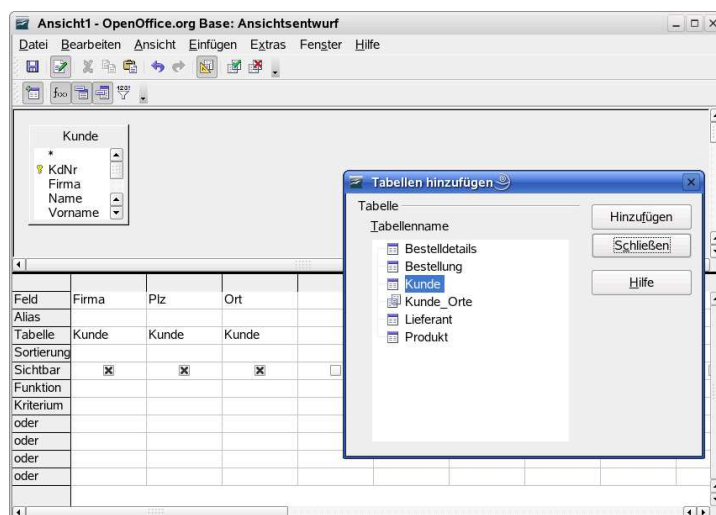 Ansicht1 - OpenOffice.org Base: Ansichtsentwurf
Datei Bearbeiten Ansicht Einfügen Extras Fenster Hilfe
Kunde
*
KdNr
Firma
Name
Vorname
Tabellen hinzufügen
Tabelle
Tabellenname
Bestelldetails
Bestellung
Kunde
Kunde_Orte
Lieferant
Produkt
Hinzufügen
Schließen
Hilfe
Feld Firma Plz Ort
Alias
Tabelle Kunde Kunde Kunde
Sortierung
Sichtbar
Funktion
Kriterium
oder
oder
oder
oder